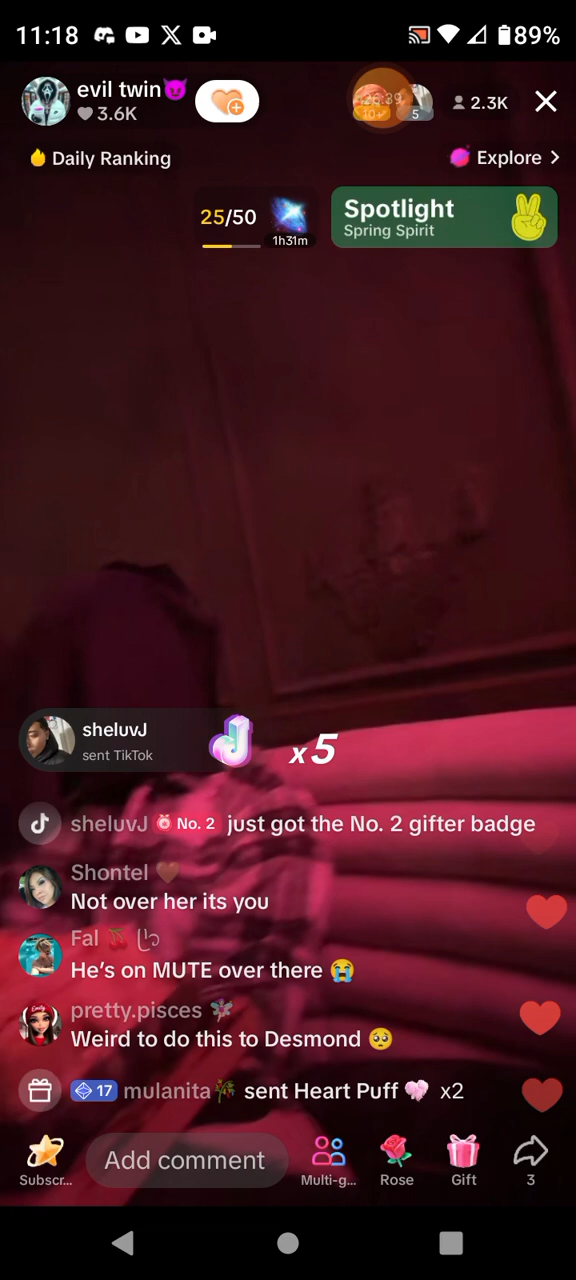 11:18
89%
evil twin😈
3.6K
10+
5
2.3K
Daily Ranking
Explore
25/50
1h31m
Spotlight
Spring Spirit
sheluvJ
sent TikTok
x5
sheluvJ No. 2 just got the No. 2 gifter badge
Shontel 🤎
Not over her its you
Fal 🍒
He's on MUTE over there 😭
pretty.pisces 🧚
Weird to do this to Desmond 🥺
17 mulanita🎋 sent Heart Puff x2
Add comment
Subscr...
Multi-g...
Rose
Gift
3